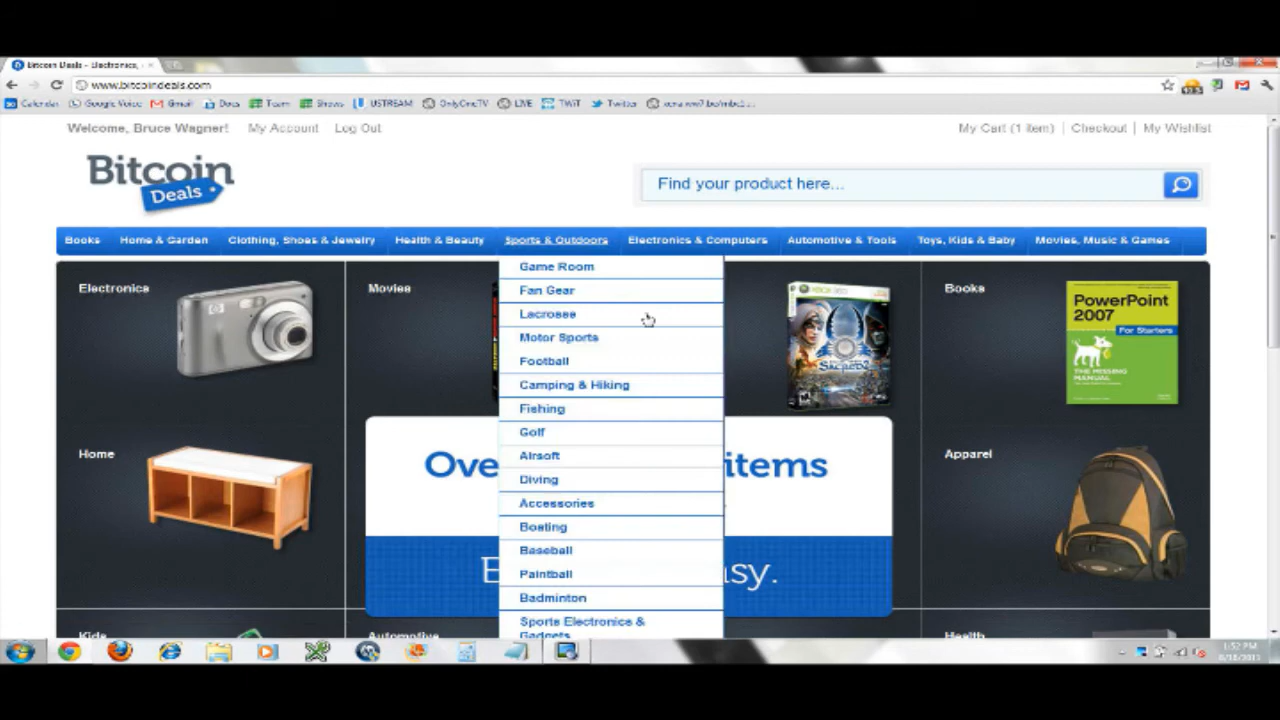 Bitcoin Deals - Electronics,
www.bitcoindeals.com
Calendar Google Voice Gmail Docs Team Shows USTREAM OnlyOneTV LIVE TWiT Twitter
Welcome, Bruce Wagner! My Account Log Out My Cart (1 item) Checkout My Wishlist
Bitcoin
Deals
Find your product here...
Books Home & Garden Clothing, Shoes & Jewelry Health & Beauty Sports & Outdoors Electronics & Computers Automotive & Tools Toys, Kids & Baby Movies, Music & Games
Game Room
Fan Gear
Lacrosse
Motor Sports
Football
Camping & Hiking
Fishing
Golf
Airsoft
Diving
Accessories
Boating
Baseball
Paintball
Badminton
Sports Electronics &
Gadgets
Electronics
Movies
Books
PowerPoint
2007
For Starters
THE MISSING
MANUAL
XBOX 360
Home
Ove items
Apparel
E sy.
Kids
Automotive
Health
1:52 PM